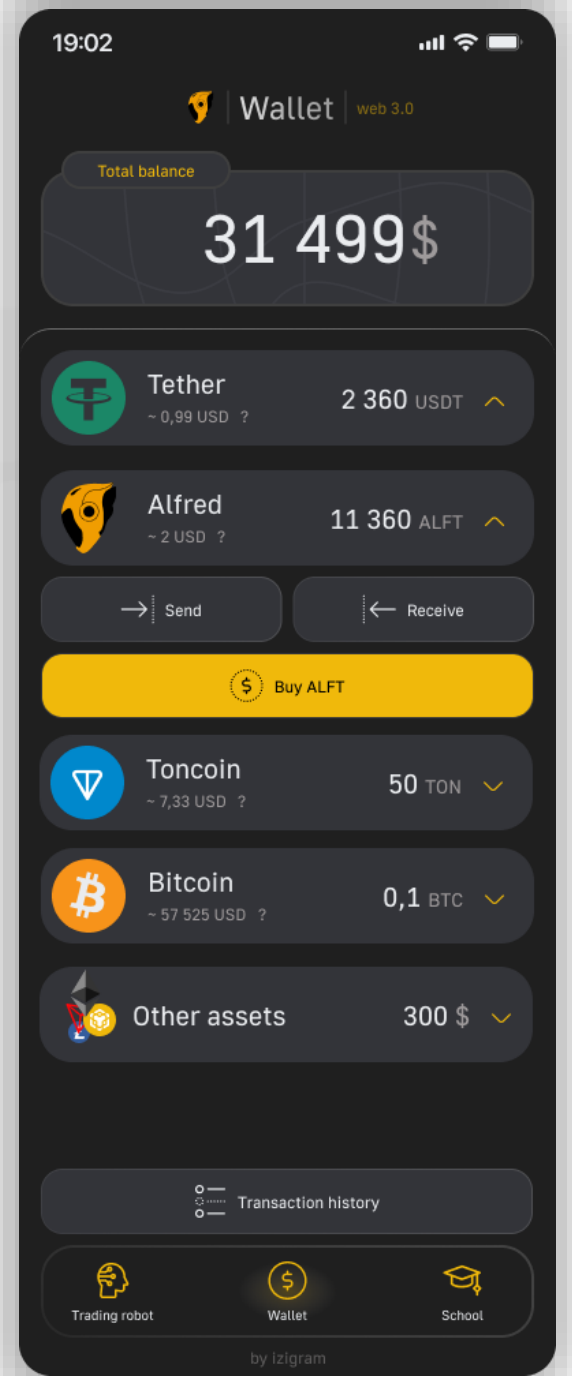 19:02
Wallet web 3.0
Total balance
31 499$
Tether
~ 0,99 USD ?
2 360 USDT
Alfred
~ 2 USD ?
11 360 ALFT
Send
Receive
$ Buy ALFT
Toncoin
~ 7,33 USD ?
50 TON
Bitcoin
~ 57 525 USD ?
0,1 BTC
Other assets
300 $
Transaction history
Trading robot
Wallet
School
by izigram